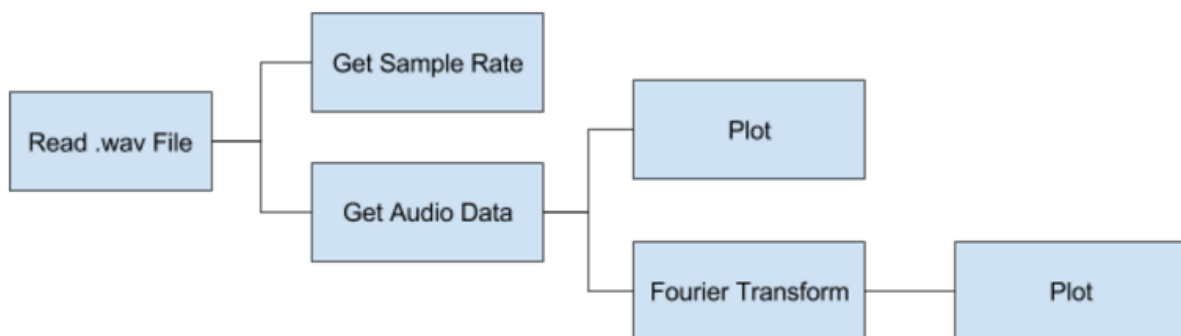 Read .wav File
Get Sample Rate
Get Audio Data
Plot
Fourier Transform
Plot